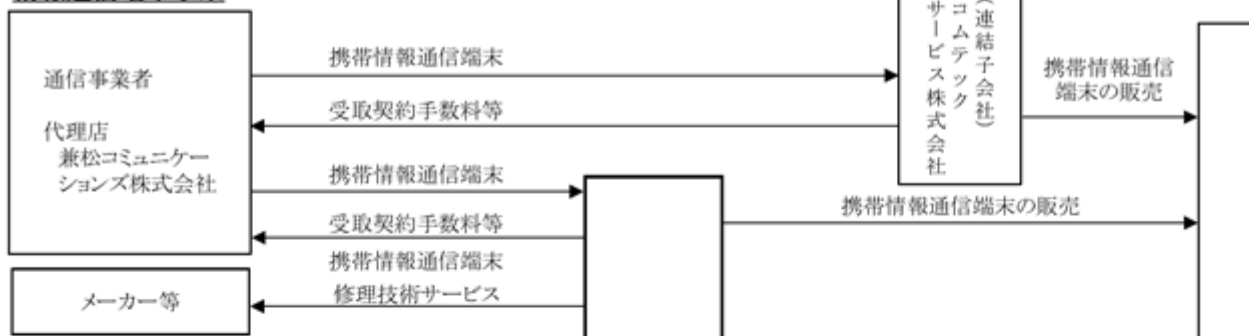 通信事業者
代理店
兼松コミュニケー
ションズ株式会社
携帯情報通信端末
受取契約手数料等
携帯情報通信端末
受取契約手数料等
携帯情報通信端末
修理技術サービス
メーカー等
(連結子会社)
コムテック
サービス株式会社
携帯情報通信
端末の販売
携帯情報通信端末の販売